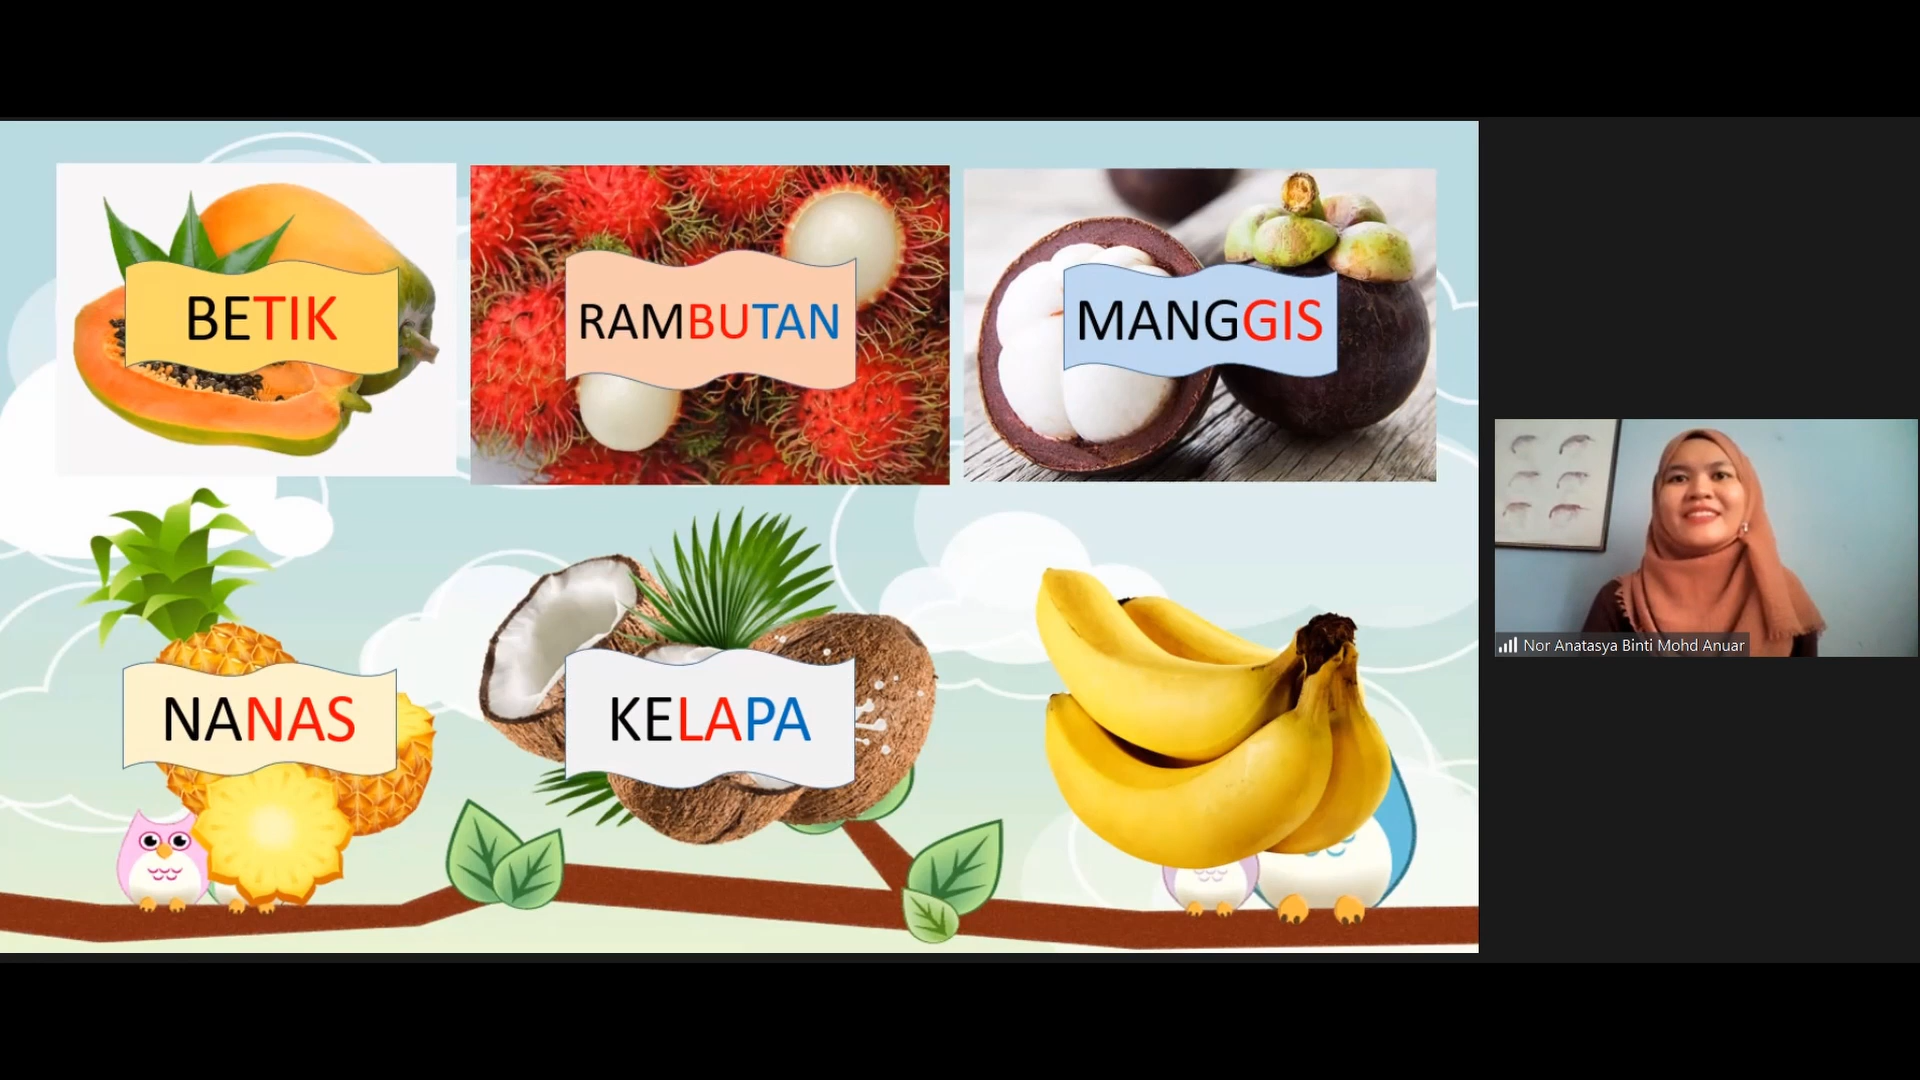 BETIK
RAMBUTAN
MANGGIS
NANAS
KELAPA
Nor Anatasya Binti Mohd Anuar